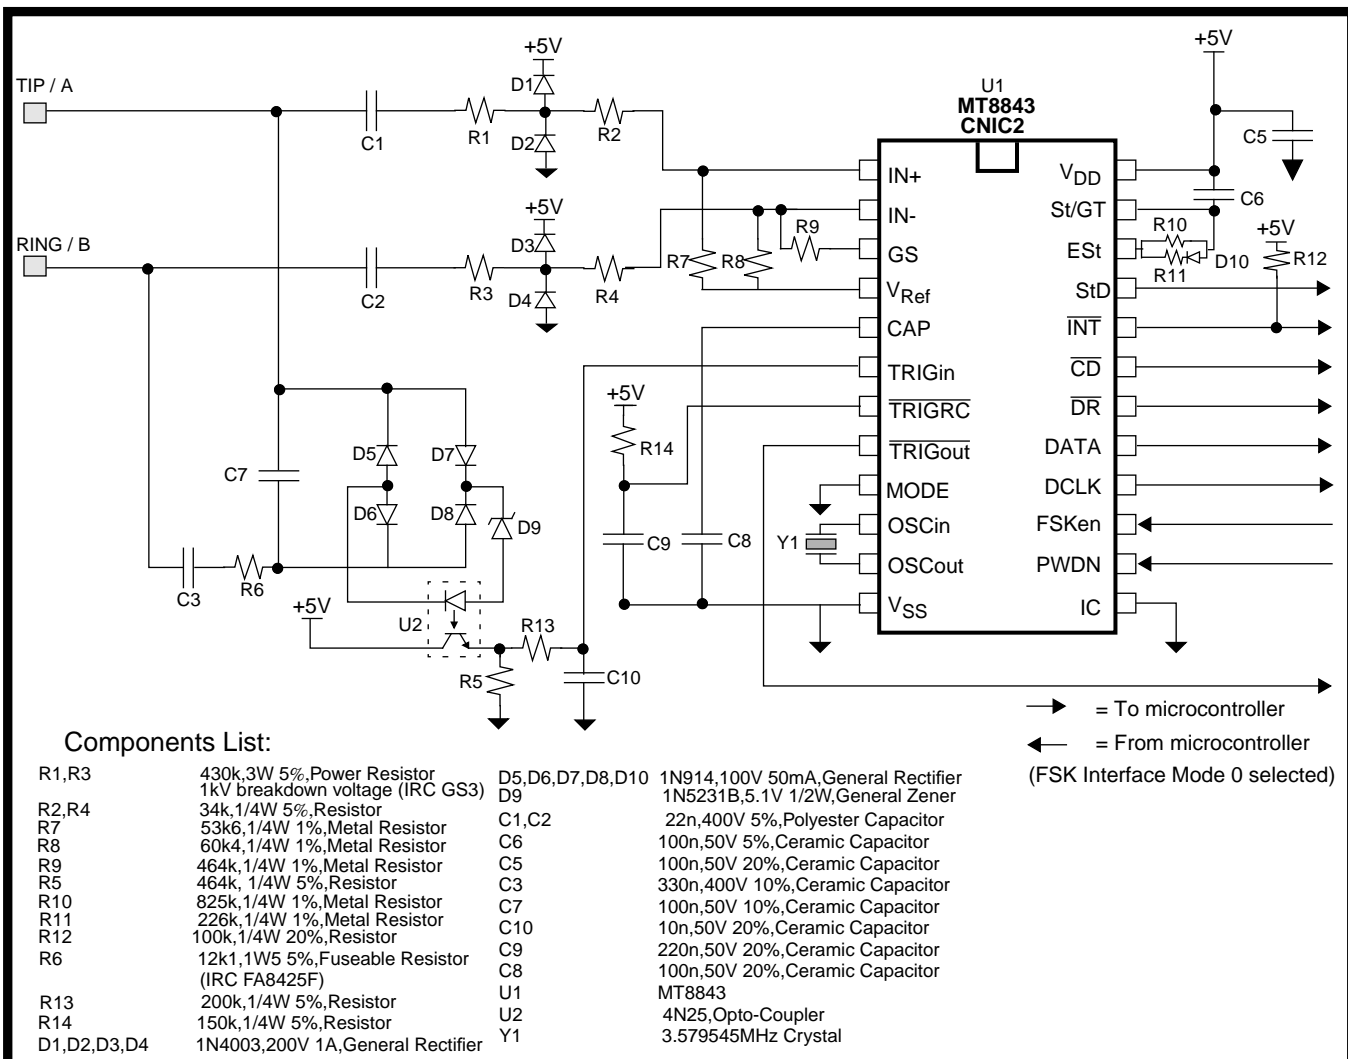 +5V
+5V
TIP / A
D1
U1
MT8843
CNIC2
C1
R1
D2
R2
C5
IN+
VDD
C6
+5V
IN-
St/GT
RING / B
D3
R9
R10
+5V
GS
ESt
R11
D10
R12
C2
R3
D4
R4
R7
R8
VRef
StD
CAP
INT
TRIGin
CD
+5V
TRIGRC
DR
R14
TRIGout
DATA
D5
D7
C7
MODE
DCLK
D6
D8
D9
OSCin
FSKen
C9
C8
Y1
OSCout
PWDN
C3
R6
+5V
VSS
IC
U2
R13
R5
C10
= To microcontroller
= From microcontroller
(FSK Interface Mode 0 selected)
Components List:
R1,R3 430k,3W 5%,Power Resistor
1kV breakdown voltage (IRC GS3)
R2,R4 34k,1/4W 5%,Resistor
R7 53k6,1/4W 1%,Metal Resistor
R8 60k4,1/4W 1%,Metal Resistor
R9 464k,1/4W 1%,Metal Resistor
R5 464k, 1/4W 5%,Resistor
R10 825k,1/4W 1%,Metal Resistor
R11 226k,1/4W 1%,Metal Resistor
R12 100k,1/4W 20%,Resistor
R6 12k1,1W5 5%,Fuseable Resistor
(IRC FA8425F)
R13 200k,1/4W 5%,Resistor
R14 150k,1/4W 5%,Resistor
D1,D2,D3,D4 1N4003,200V 1A,General Rectifier
D5,D6,D7,D8,D10 1N914,100V 50mA,General Rectifier
D9 1N5231B,5.1V 1/2W,General Zener
C1,C2 22n,400V 5%,Polyester Capacitor
C6 100n,50V 5%,Ceramic Capacitor
C5 100n,50V 20%,Ceramic Capacitor
C3 330n,400V 10%,Ceramic Capacitor
C7 100n,50V 10%,Ceramic Capacitor
C10 10n,50V 20%,Ceramic Capacitor
C9 220n,50V 20%,Ceramic Capacitor
C8 100n,50V 20%,Ceramic Capacitor
U1 MT8843
U2 4N25,Opto-Coupler
Y1 3.579545MHz Crystal